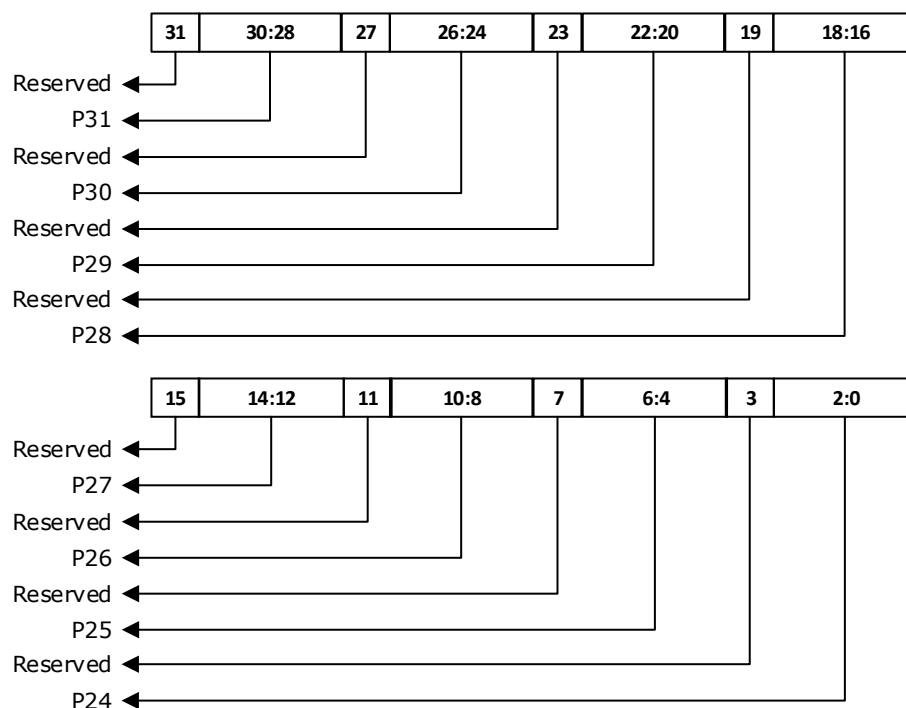 31 30:28 27 26:24 23 22:20 19 18:16
Reserved
P31
Reserved
P30
Reserved
P29
Reserved
P28
15 14:12 11 10:8 7 6:4 3 2:0
Reserved
P27
Reserved
P26
Reserved
P25
Reserved
P24